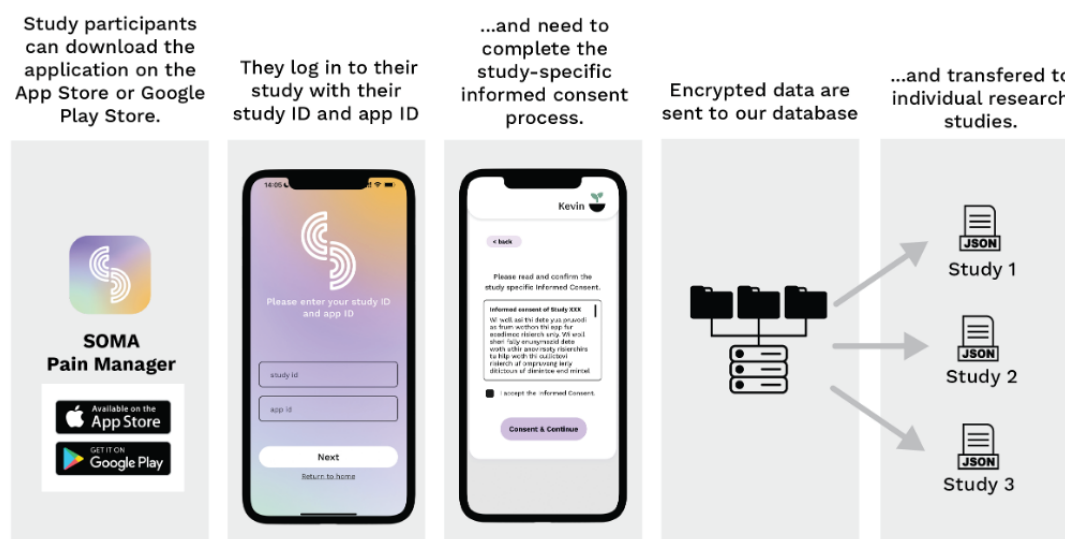 Study participants
can download the
application on the
App Store or Google
Play Store.
SOMA
Pain Manager
Available on the
App Store
GET IT ON
Google Play
They log in to their
study with their
study ID and app ID
14:05
Please enter your study ID
and app ID
study id
app id
Next
Return to home
...and need to
complete the
study-specific
informed consent
process.
Kevin
< back
Please read and confirm the
study specific Informed Consent.
Informed consent of Study XXX
I accept the Informed Consent.
Consent & Continue
Encrypted data are
sent to our database
...and transfered to
individual research
studies.
JSON
Study 1
JSON
Study 2
JSON
Study 3